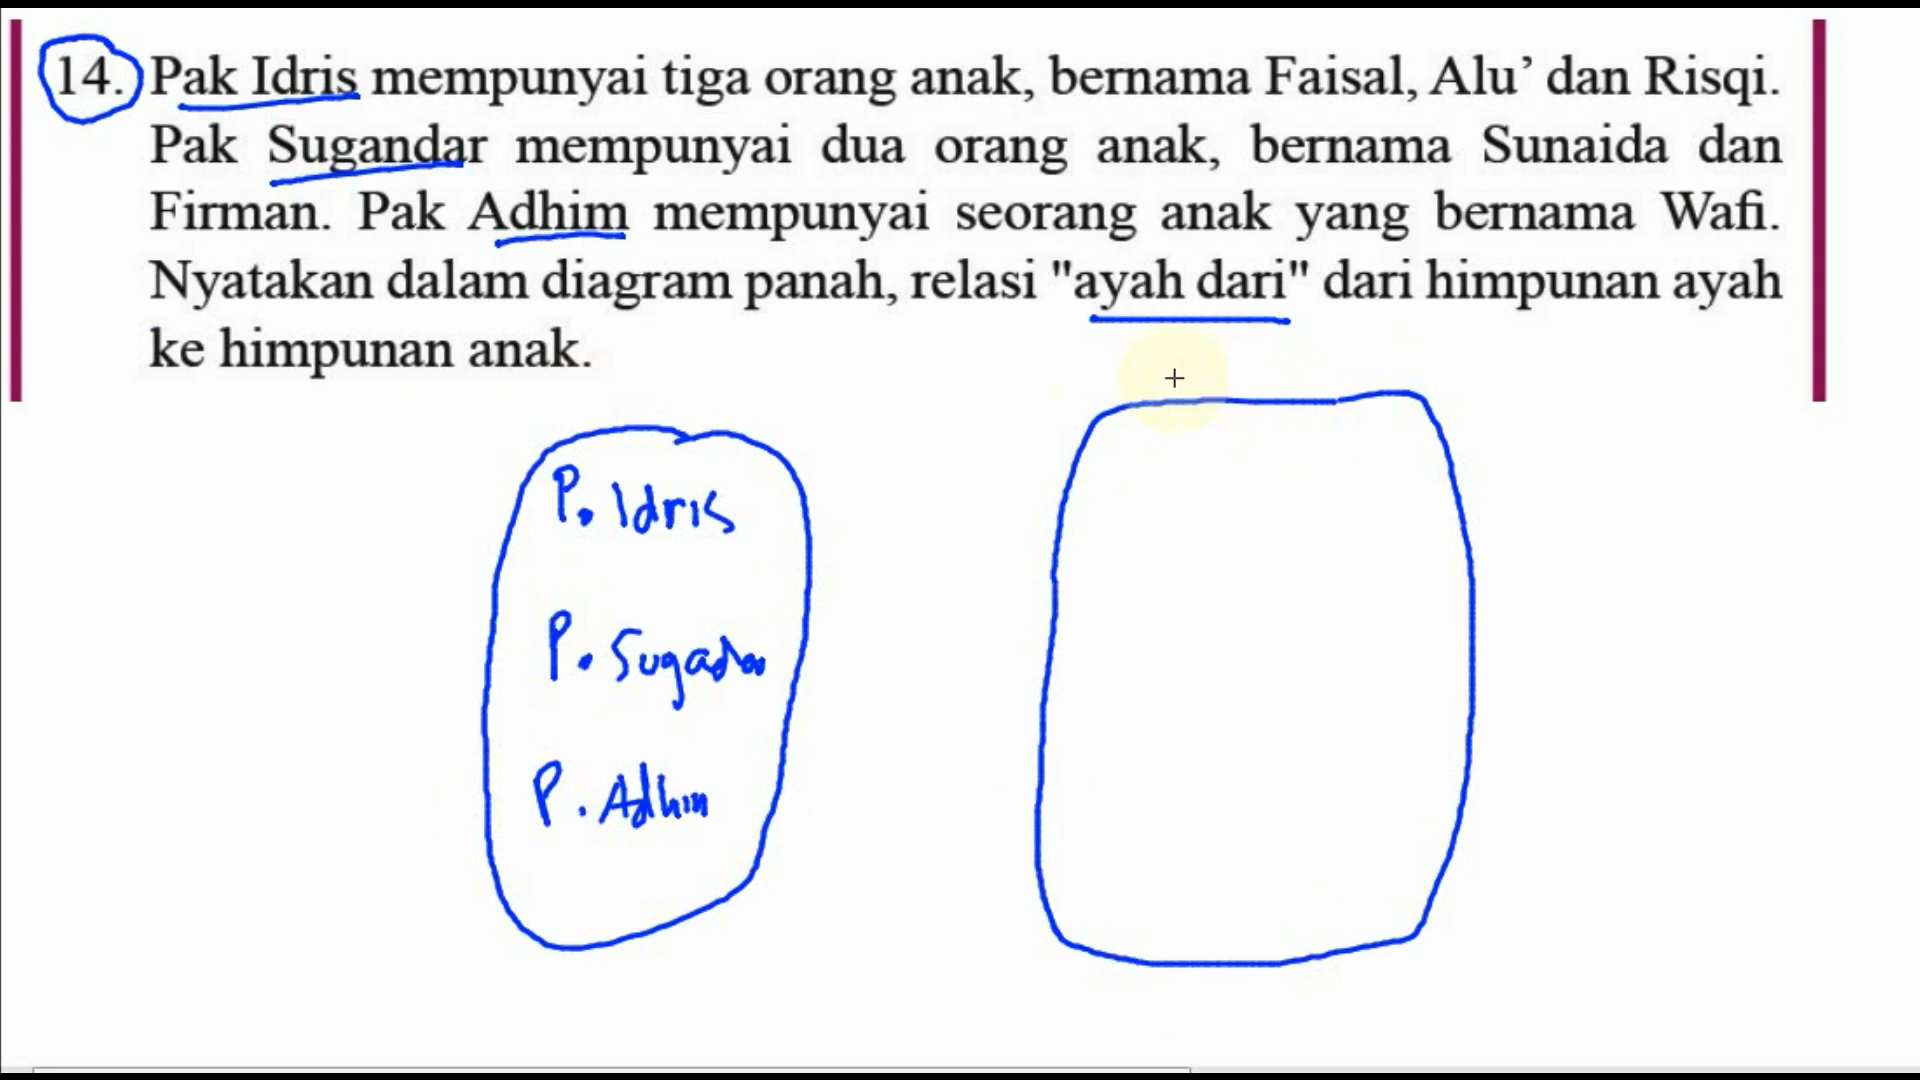 14. Pak Idris mempunyai tiga orang anak, bernama Faisal, Alu’ dan Risqi.
Pak Sugandar mempunyai dua orang anak, bernama Sunaida dan
Firman. Pak Adhim mempunyai seorang anak yang bernama Wafi.
Nyatakan dalam diagram panah, relasi "ayah dari" dari himpunan ayah
ke himpunan anak.
P. Idris
P.
P. Adhim